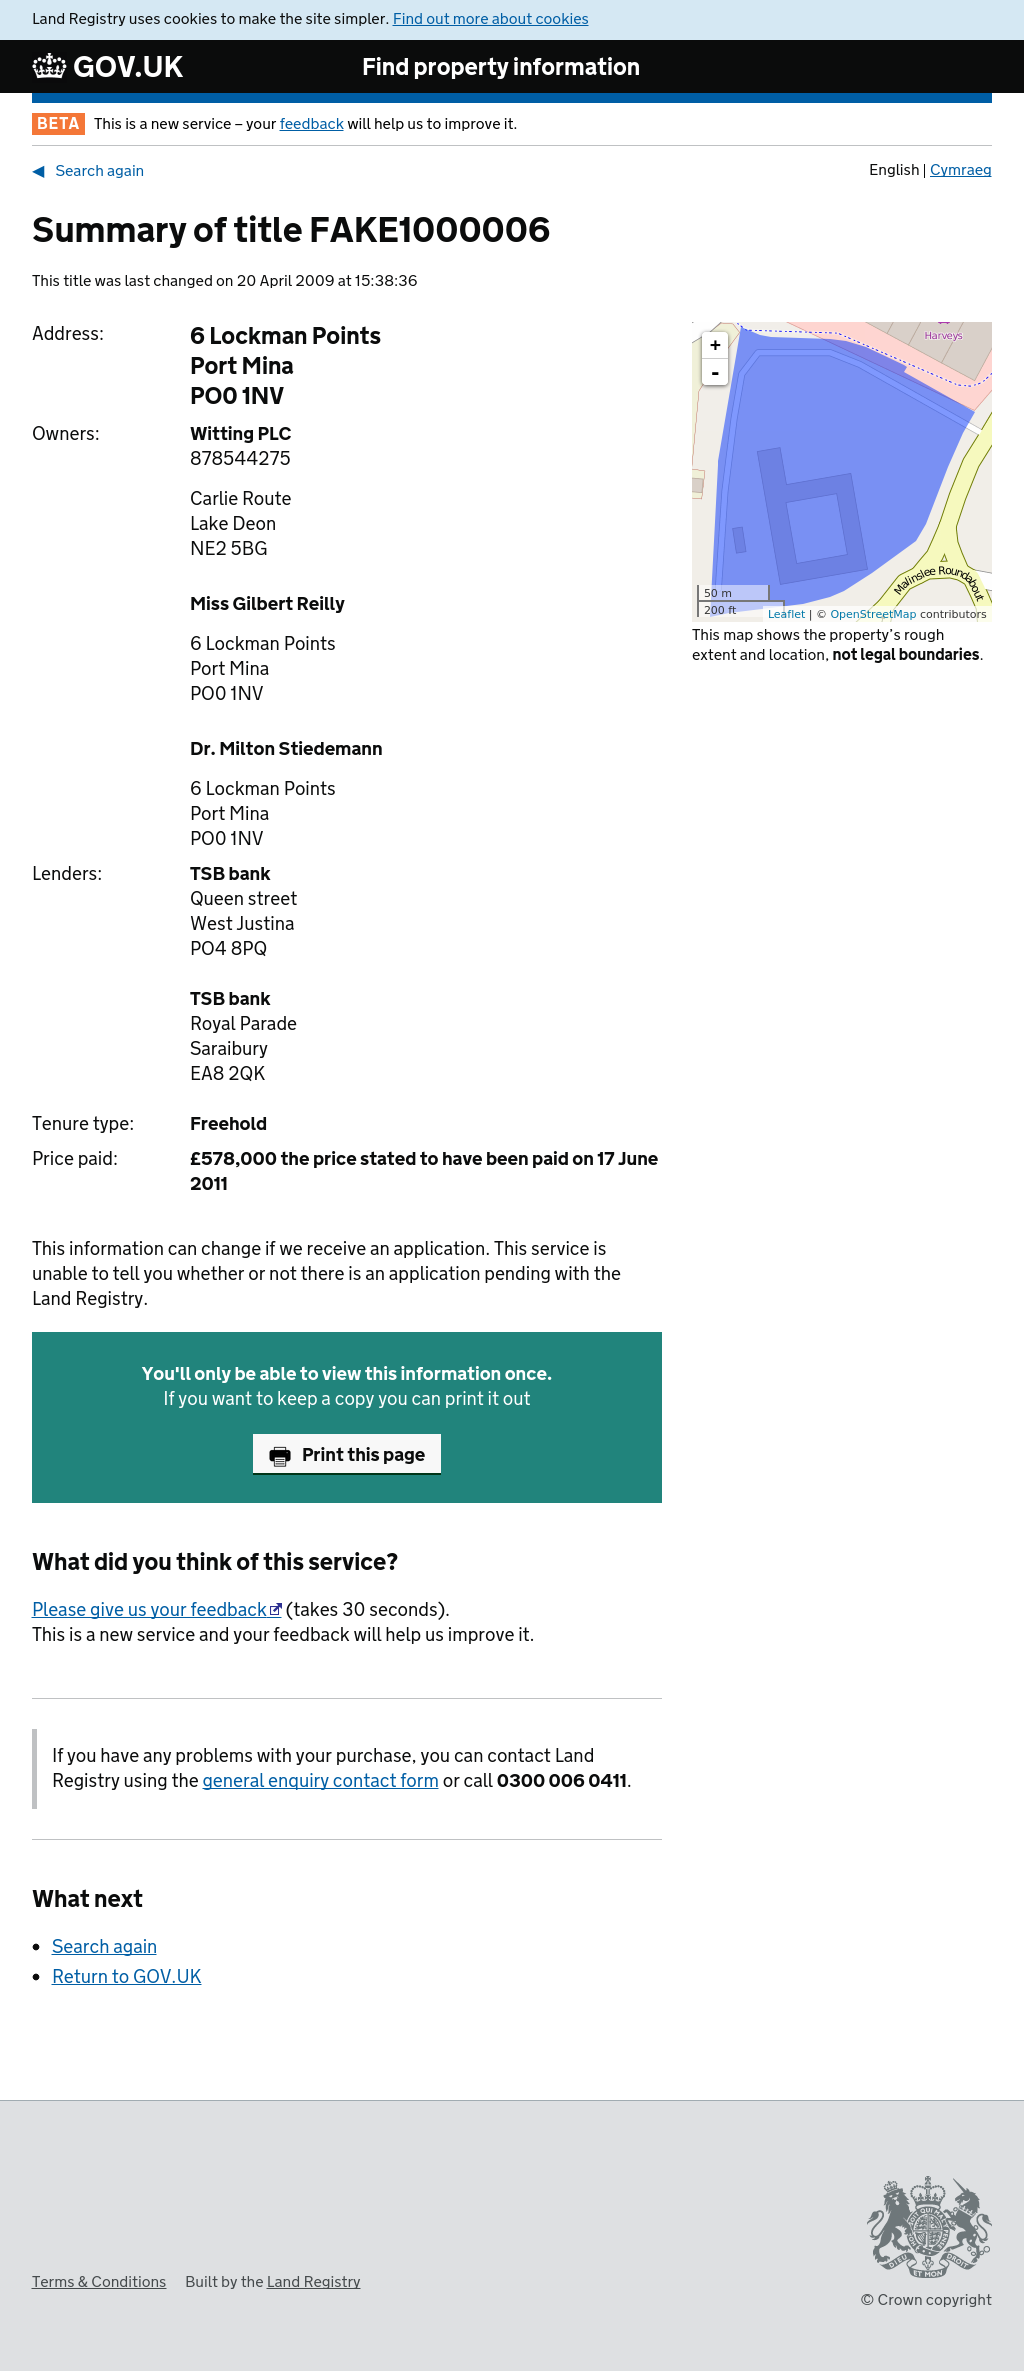 Land Registry uses cookies to make the site simpler. Find out more about cookies
GOV.UK
Find property information
BETA This is a new service – your feedback will help us to improve it.
◀ Search again
English | Cymraeg
Summary of title FAKE1000006
This title was last changed on 20 April 2009 at 15:38:36
Address:
6 Lockman Points
Port Mina
PO0 1NV
Owners:
Witting PLC
878544275
Carlie Route
Lake Deon
NE2 5BG
Miss Gilbert Reilly
6 Lockman Points
Port Mina
PO0 1NV
Dr. Milton Stiedemann
6 Lockman Points
Port Mina
PO0 1NV
Lenders:
TSB bank
Queen street
West Justina
PO4 8PQ
TSB bank
Royal Parade
Saraibury
EA8 2QK
Tenure type:
Freehold
Price paid:
£578,000 the price stated to have been paid on 17 June
2011
+
-
Harveys
Malinslee Roundabout
50 m
200 ft
Leaflet | © OpenStreetMap contributors
This map shows the property’s rough
extent and location, not legal boundaries.
This information can change if we receive an application. This service is
unable to tell you whether or not there is an application pending with the
Land Registry.
You'll only be able to view this information once.
If you want to keep a copy you can print it out
Print this page
What did you think of this service?
Please give us your feedback (takes 30 seconds).
This is a new service and your feedback will help us improve it.
If you have any problems with your purchase, you can contact Land
Registry using the general enquiry contact form or call 0300 006 0411.
What next
• Search again
• Return to GOV.UK
DIEU ET MON DROIT
Terms & Conditions Built by the Land Registry
© Crown copyright